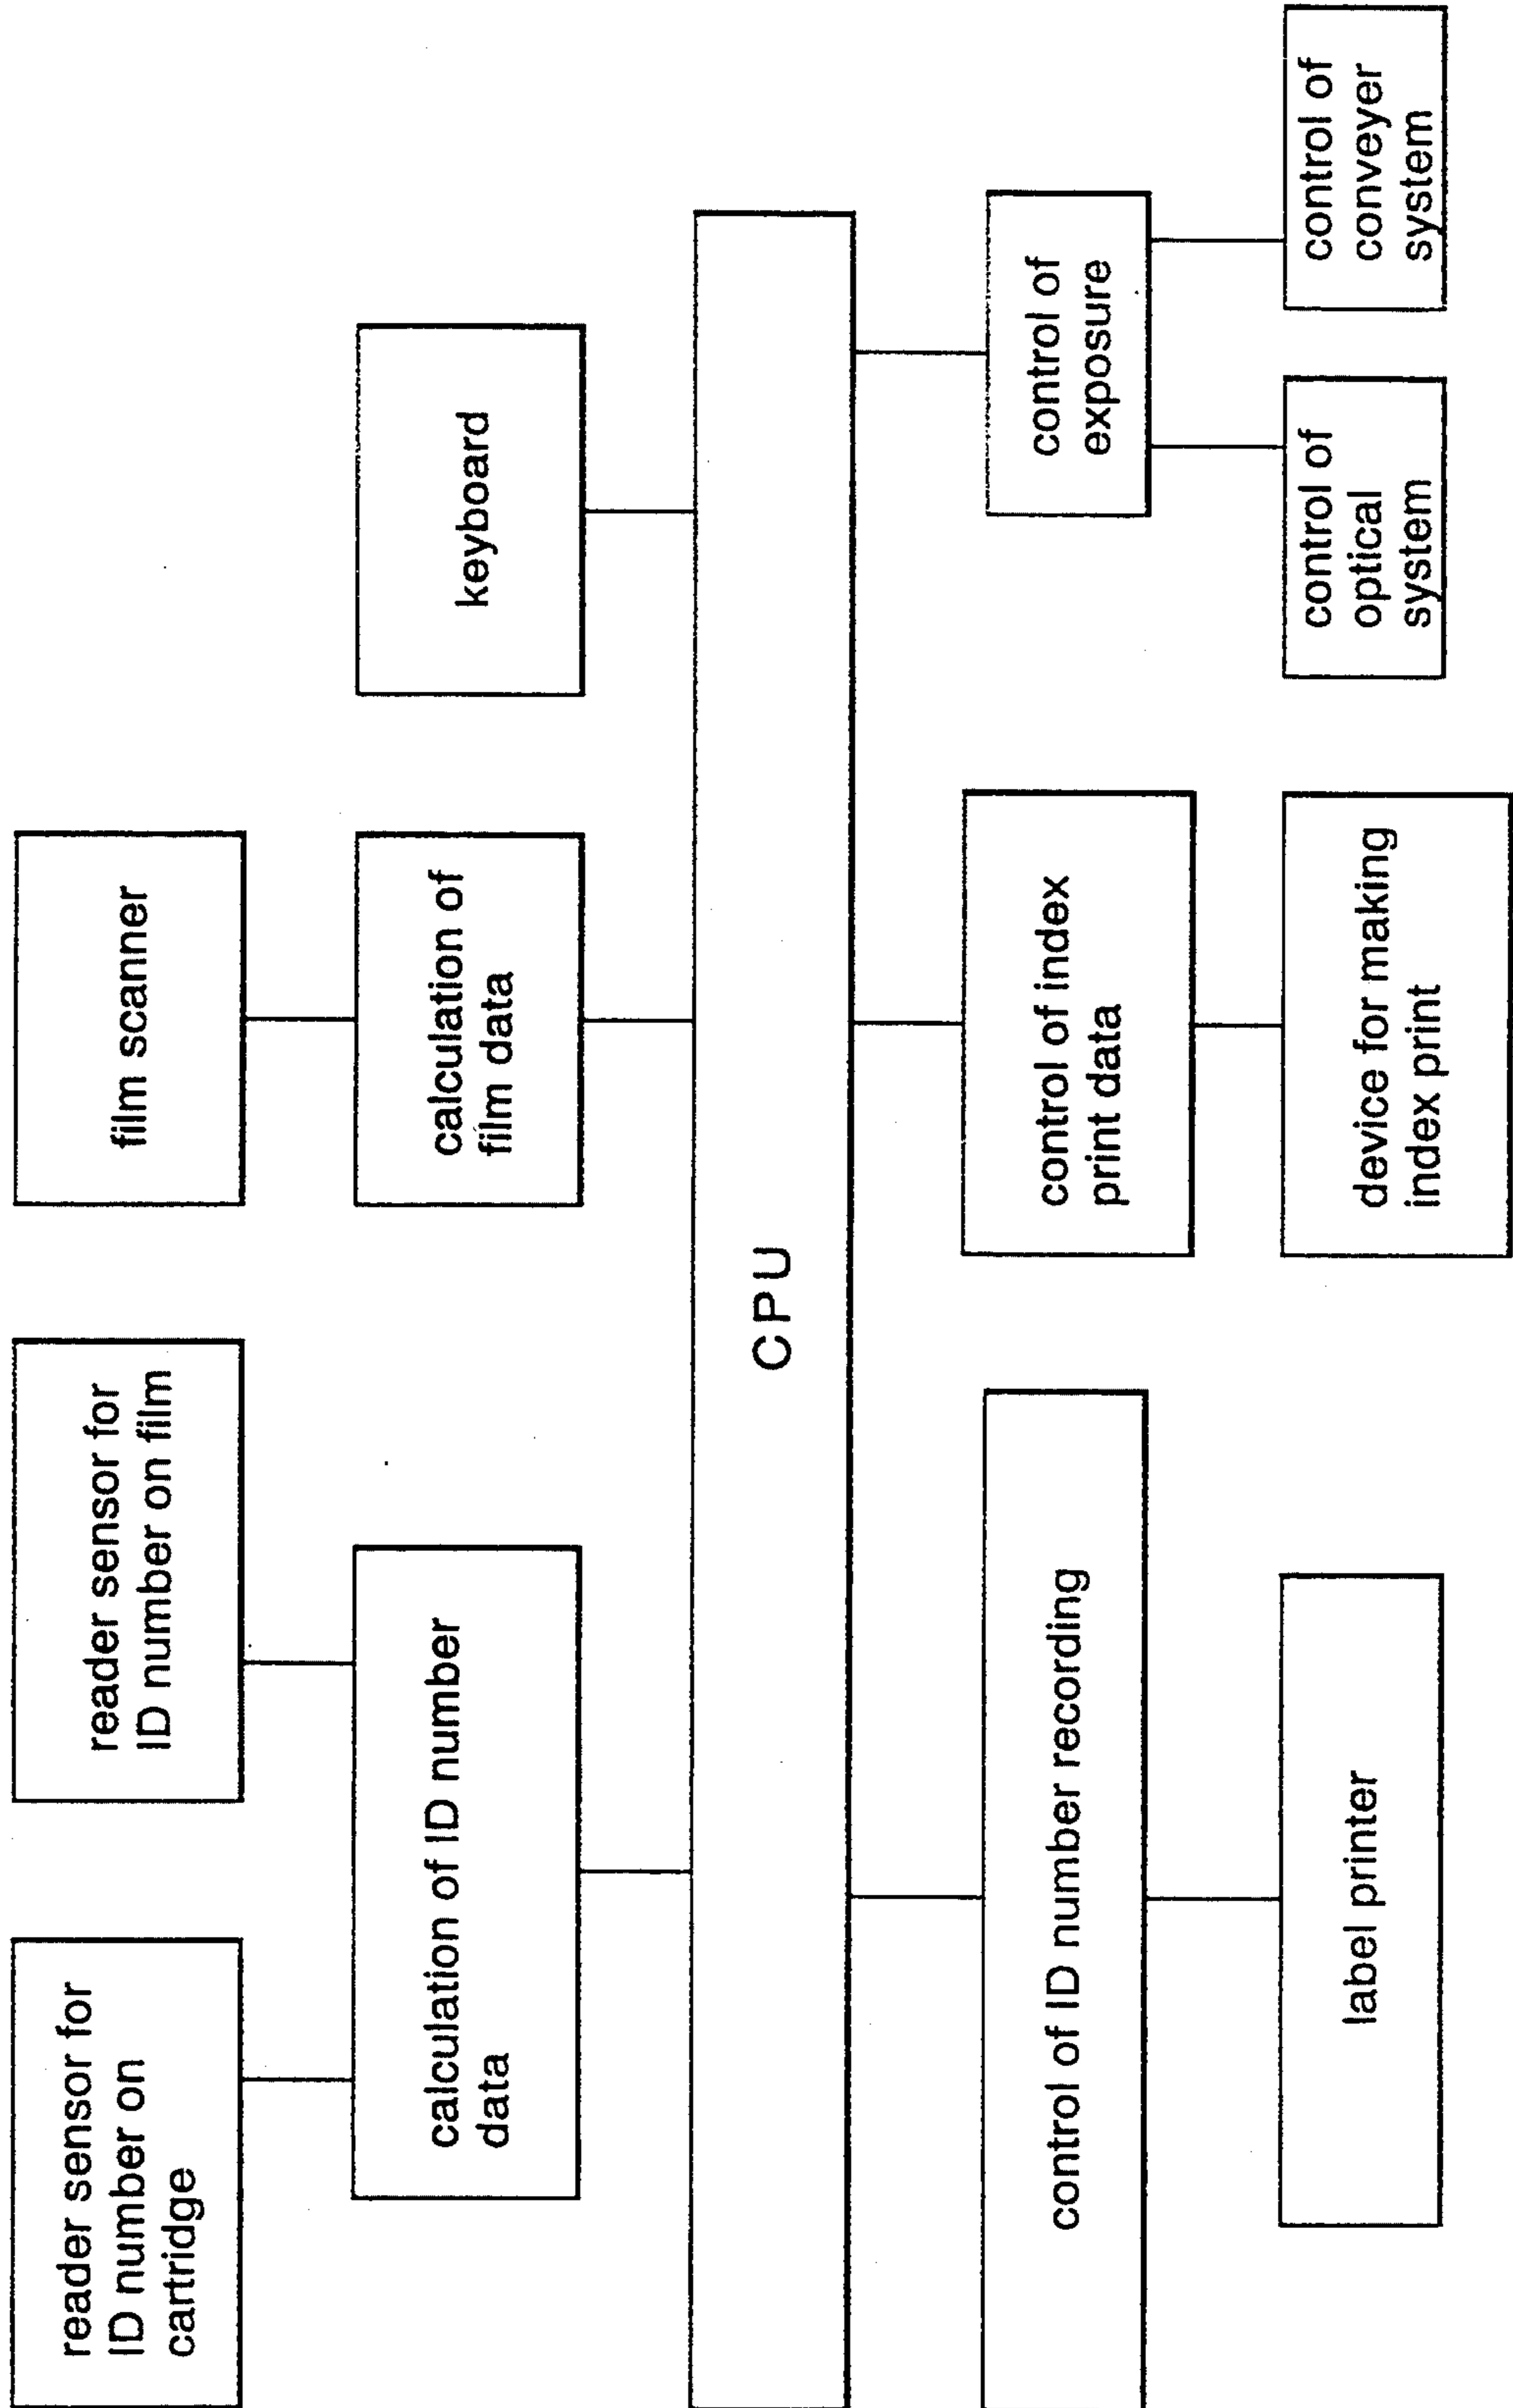 reader sensor for
ID number on
cartridge
reader sensor for
ID number on film
film scanner
calculation of ID number
data
calculation of
film data
keyboard
CPU
control of ID number recording
control of index
print data
control of
exposure
label printer
device for making
index print
control of
optical
system
control of
conveyer
system